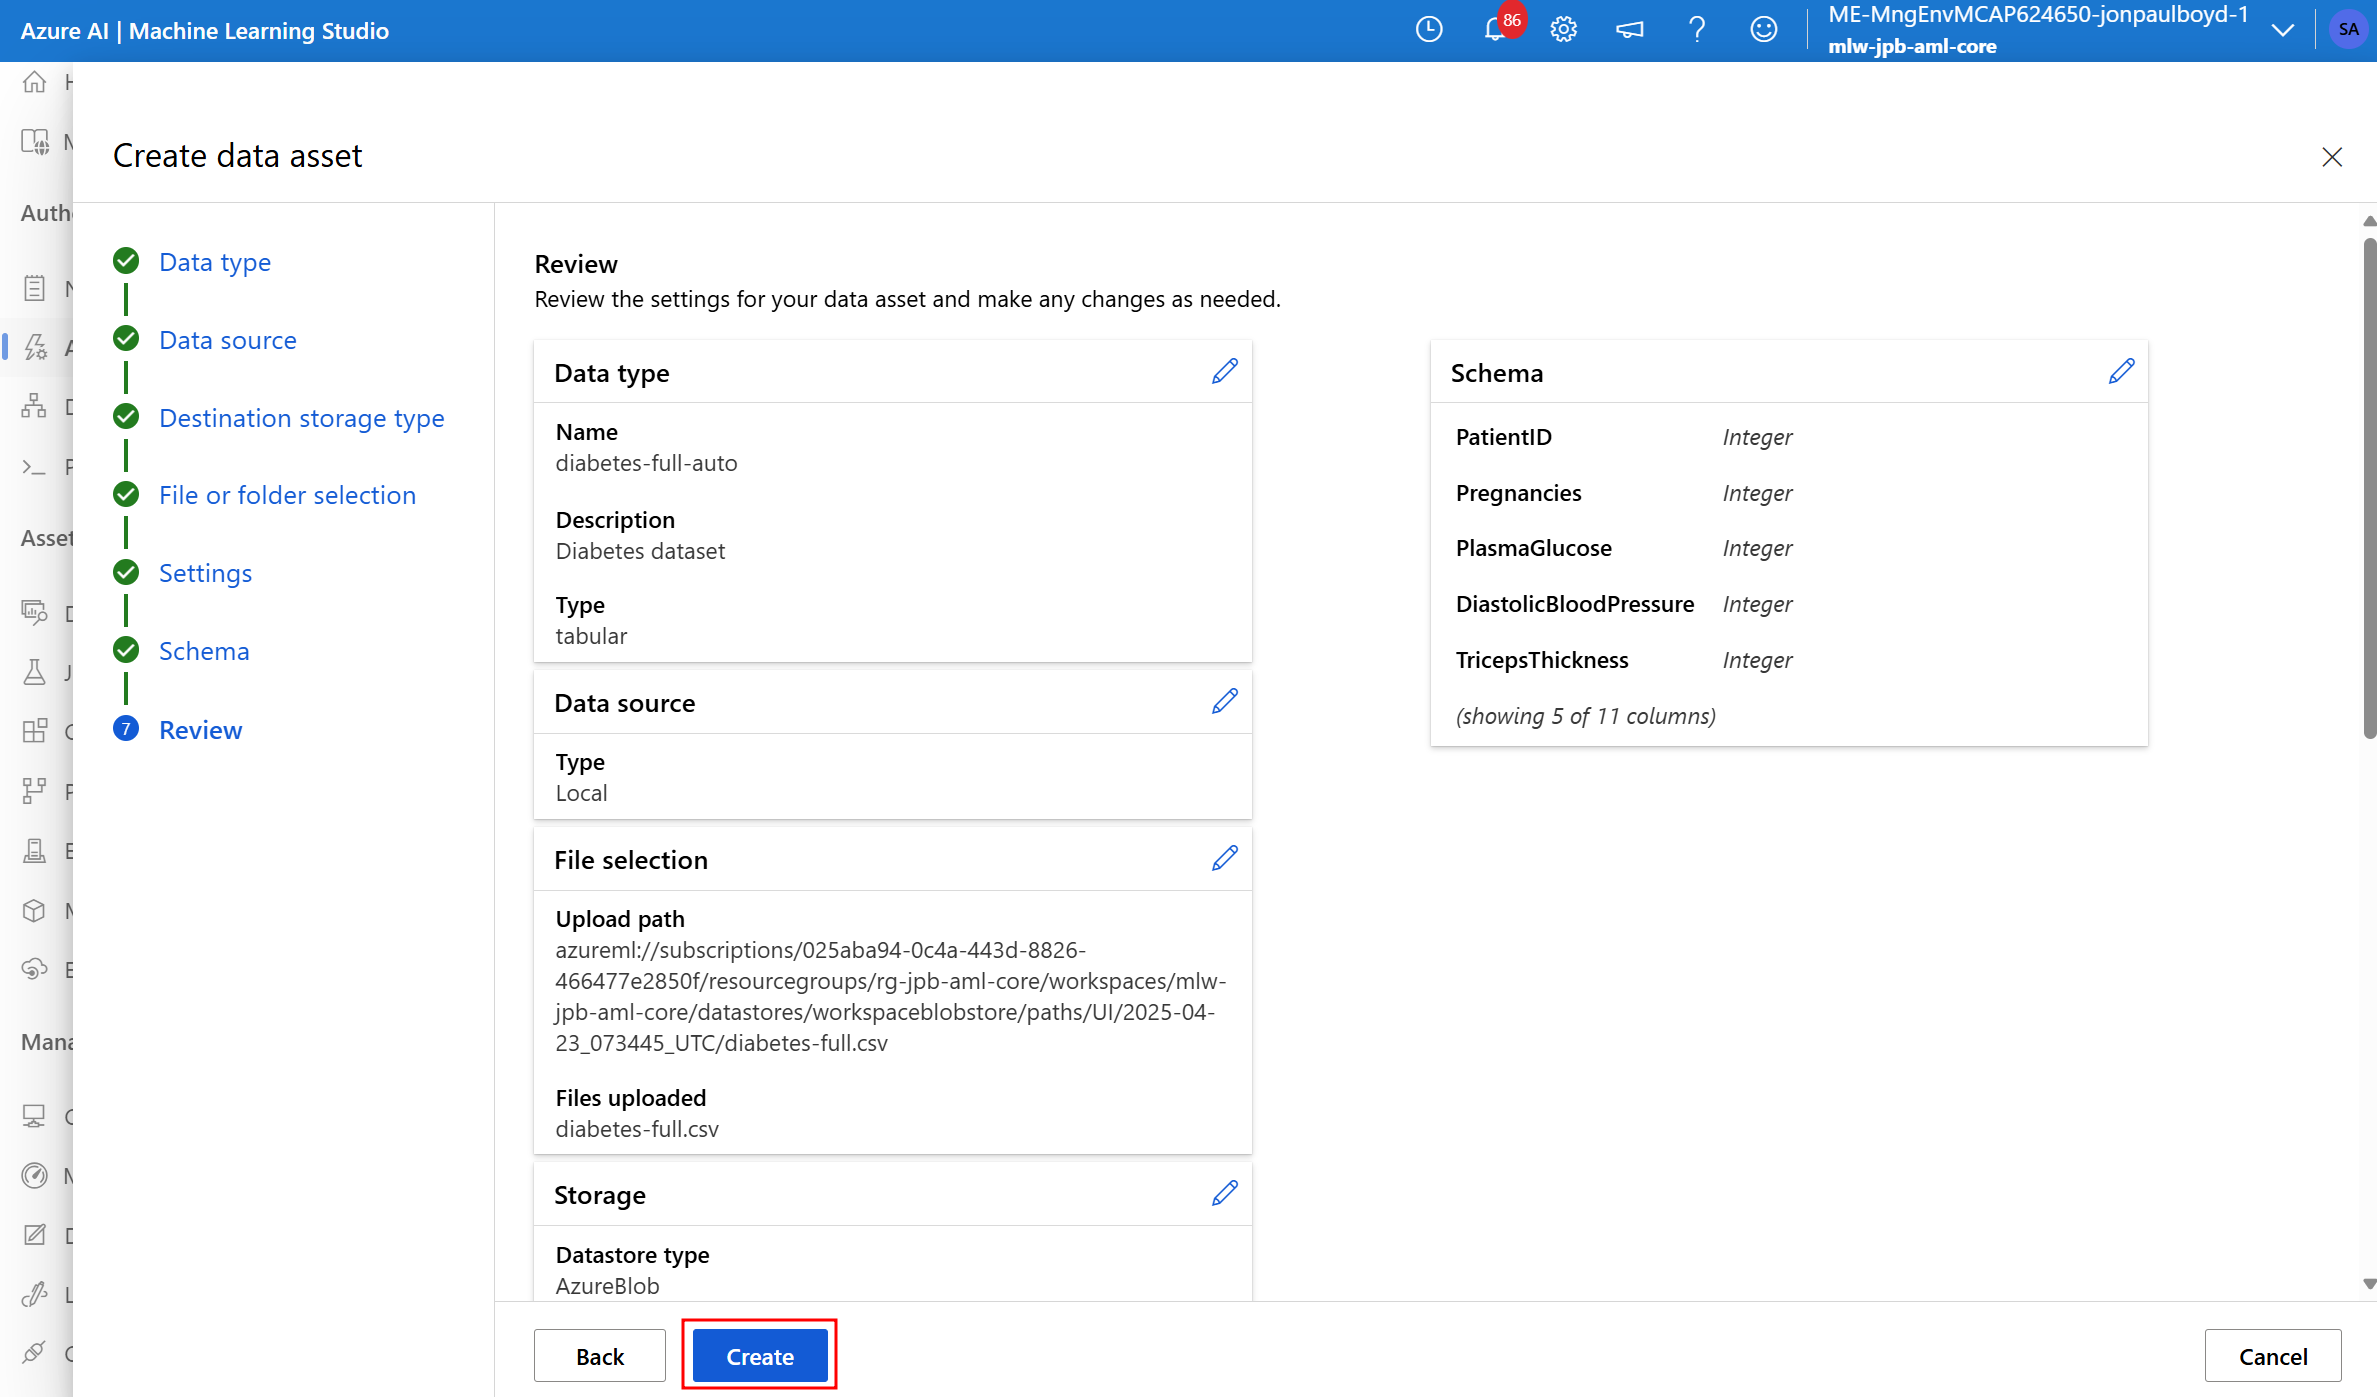 Azure AI | Machine Learning Studio
86
ME-MngEnvMCAP624650-jonpaulboyd-1
mlw-jpb-aml-core
SA
Create data asset
Auth
Asset
Mana
Data type
Data source
Destination storage type
File or folder selection
Settings
Schema
7 Review
Review
Review the settings for your data asset and make any changes as needed.
Data type
Name
diabetes-full-auto
Description
Diabetes dataset
Type
tabular
Data source
Type
Local
File selection
Upload path
azureml://subscriptions/025aba94-0c4a-443d-8826-
466477e2850f/resourcegroups/rg-jpb-aml-core/workspaces/mlw-
jpb-aml-core/datastores/workspaceblobstore/paths/UI/2025-04-
23_073445_UTC/diabetes-full.csv
Files uploaded
diabetes-full.csv
Storage
Datastore type
AzureBlob
Schema
PatientID Integer
Pregnancies Integer
PlasmaGlucose Integer
DiastolicBloodPressure Integer
TricepsThickness Integer
(showing 5 of 11 columns)
Back
Create
Cancel